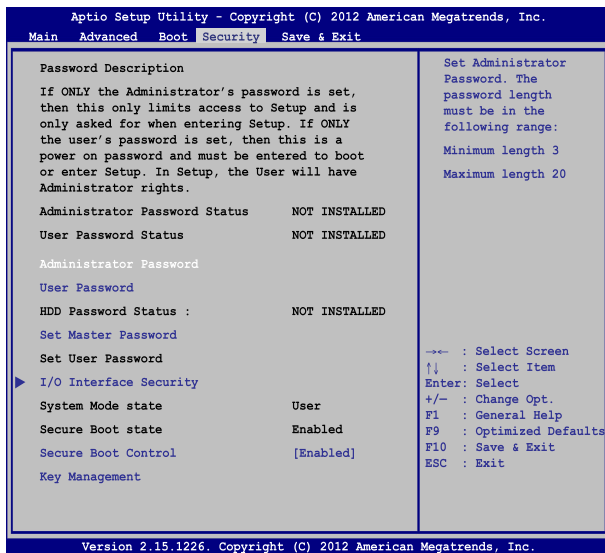 Aptio Setup Utility - Copyright (C) 2012 American Megatrends, Inc.
Main Advanced Boot Security Save & Exit
Password Description
If ONLY the Administrator's password is set,
then this only limits access to Setup and is
only asked for when entering Setup. If ONLY
the user's password is set, then this is a
power on password and must be entered to boot
or enter Setup. In Setup, the User will have
Administrator rights.
Administrator Password Status NOT INSTALLED
User Password Status NOT INSTALLED
Administrator Password
User Password
HDD Password Status : NOT INSTALLED
Set Master Password
Set User Password
I/O Interface Security
System Mode state User
Secure Boot state Enabled
Secure Boot Control [Enabled]
Key Management
Set Administrator
Password. The
password length
must be in the
following range:
Minimum length 3
Maximum length 20
→← : Select Screen
↑↓ : Select Item
Enter: Select
+/— : Change Opt.
F1 : General Help
F9 : Optimized Defaults
F10 : Save & Exit
ESC : Exit
Version 2.15.1226. Copyright (C) 2012 American Megatrends, Inc.